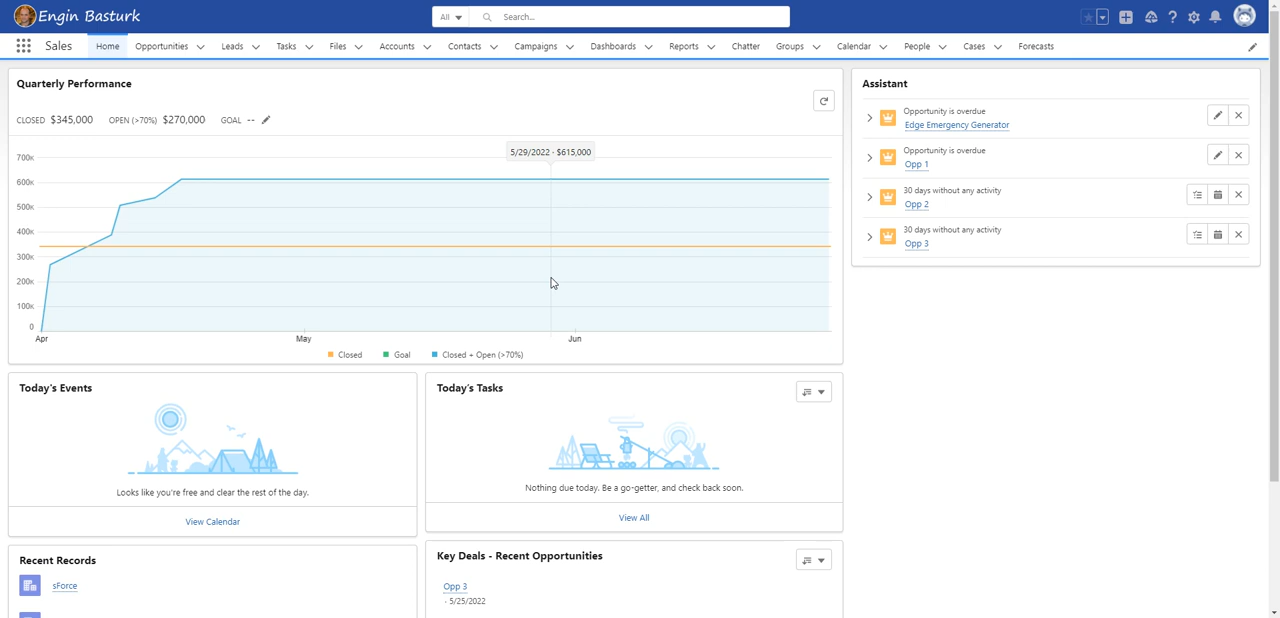 Engin Basturk
All
Search...
Sales
Home
Opportunities
Leads
Tasks
Files
Accounts
Contacts
Campaigns
Dashboards
Reports
Chatter
Groups
Calendar
People
Cases
Forecasts
Quarterly Performance
CLOSED $345,000 OPEN (>70%) $270,000 GOAL --
5/29/2022 - $615,000
700K
600K
500K
400K
300K
200K
100K
0
Apr
May
Jun
Closed
Goal
Closed + Open (>70%)
Assistant
Opportunity is overdue
Edge Emergency Generator
Opportunity is overdue
Opp 1
30 days without any activity
Opp 2
30 days without any activity
Opp 3
Today's Events
Looks like you're free and clear the rest of the day.
View Calendar
Today's Tasks
Nothing due today. Be a go-getter, and check back soon.
View All
Recent Records
sForce
Key Deals - Recent Opportunities
Opp 3
- 5/25/2022